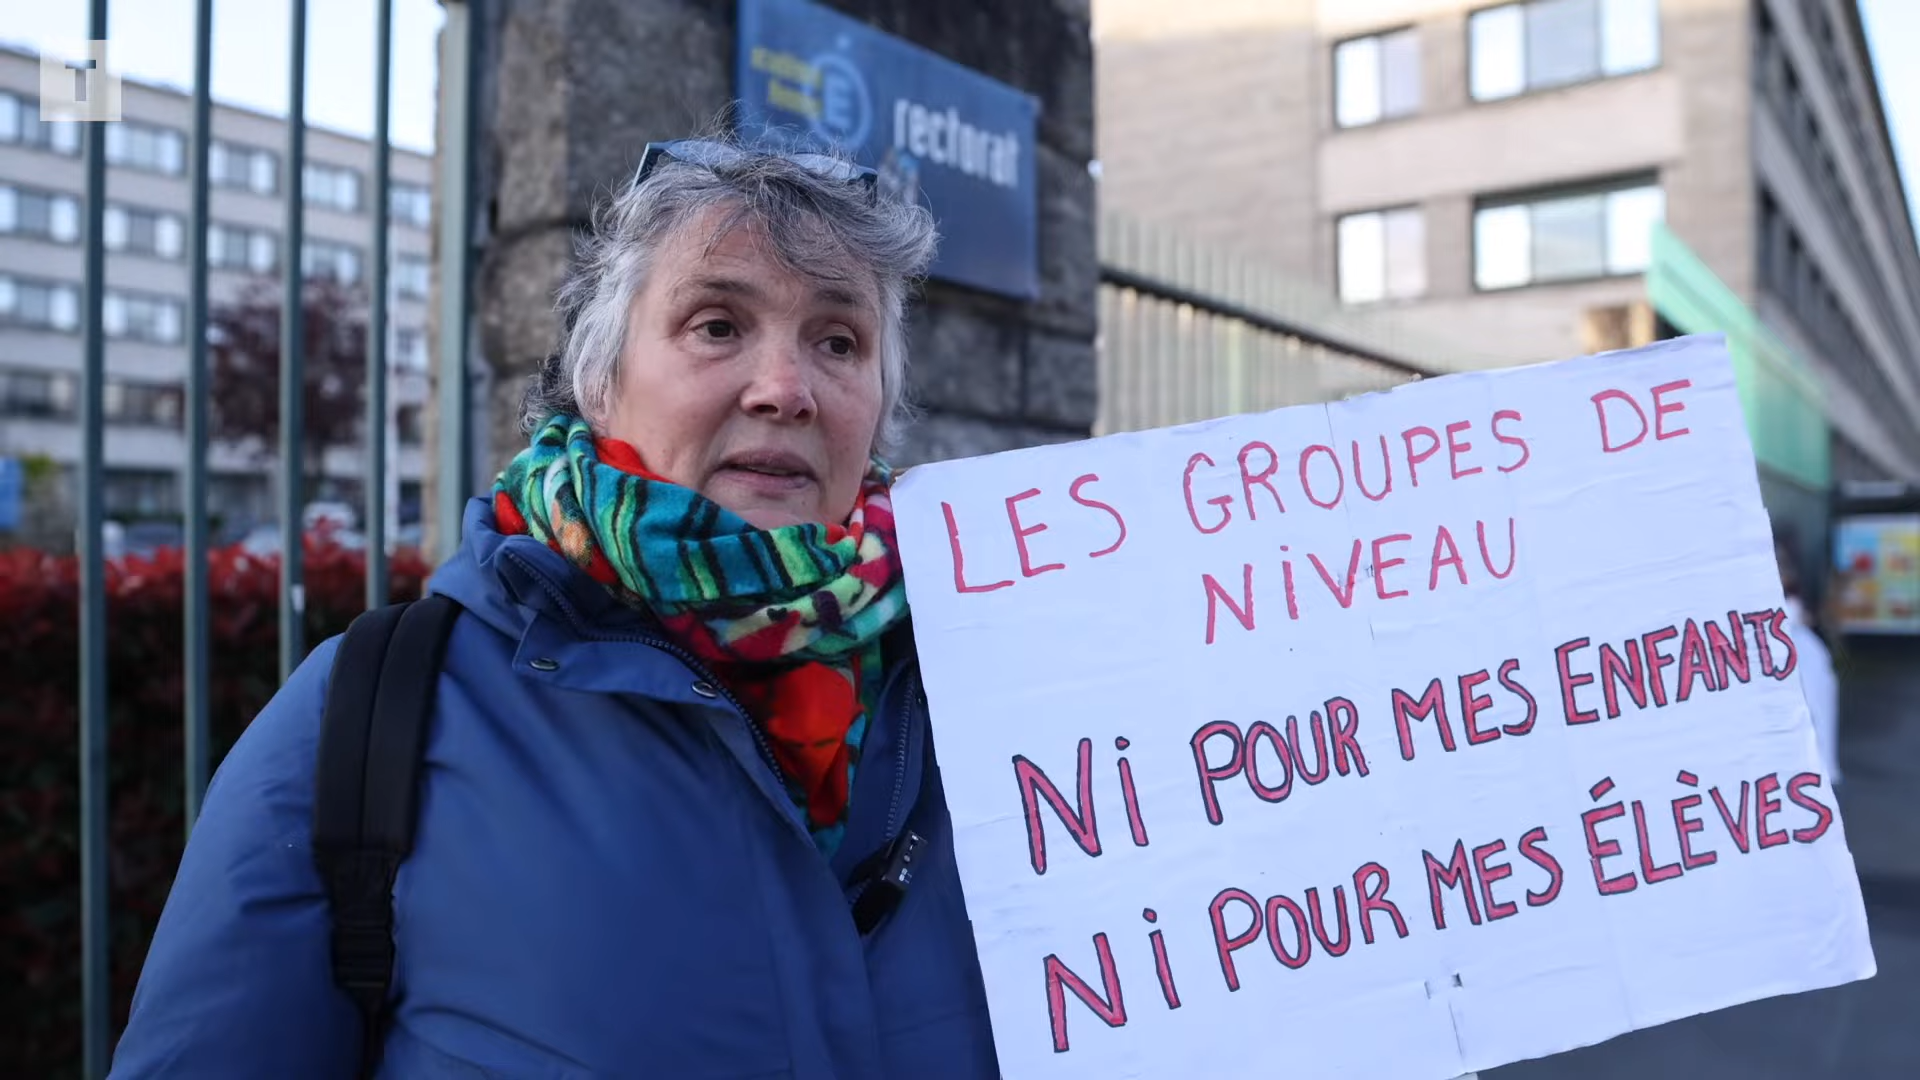 T
rectorat
LES GROUPES DE
NiVEAU
Ni POUR MES ENFANTS
Ni POUR MES ÉLÈVES